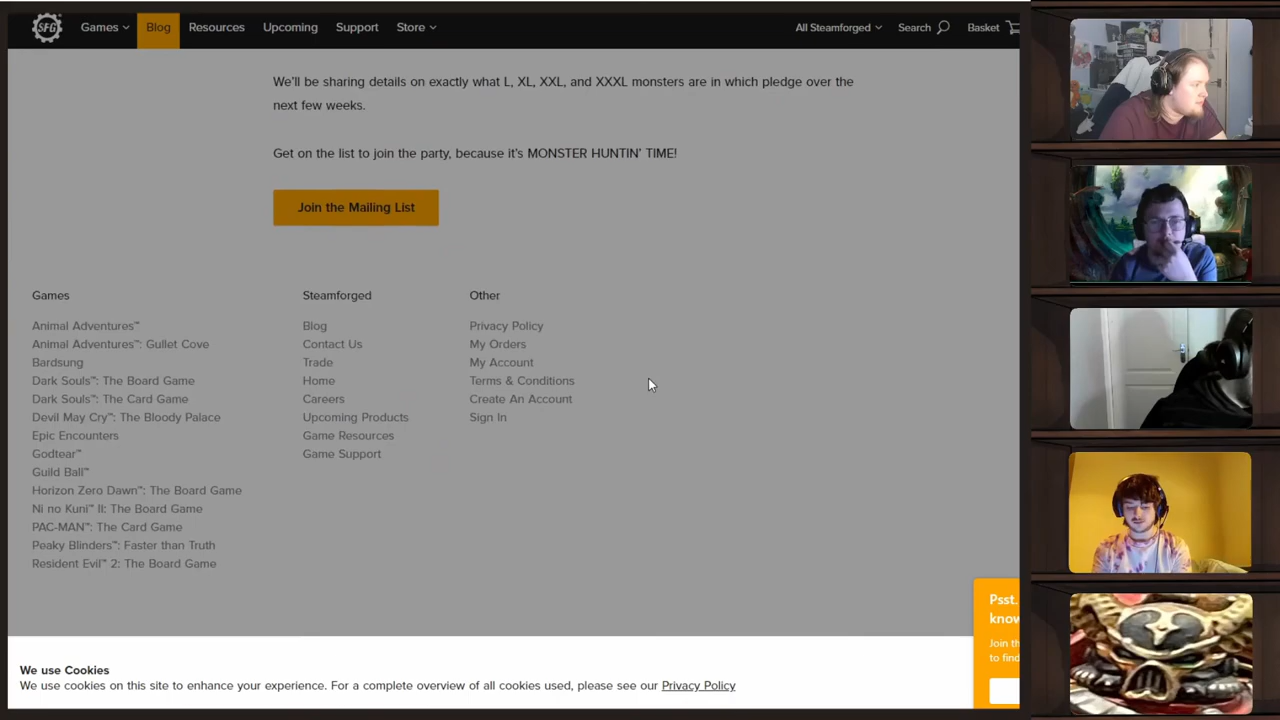 SFG
Games
Blog
Resources
Upcoming
Support
Store
All Steamforged
Search
Basket
We'll be sharing details on exactly what L, XL, XXL, and XXXL monsters are in which pledge over the
next few weeks.
Get on the list to join the party, because it's MONSTER HUNTIN' TIME!
Join the Mailing List
Games
Animal Adventures™
Animal Adventures™: Gullet Cove
Bardsung
Dark Souls™: The Board Game
Dark Souls™: The Card Game
Devil May Cry™: The Bloody Palace
Epic Encounters
Godtear™
Guild Ball™
Horizon Zero Dawn™: The Board Game
Ni no Kuni™ II: The Board Game
PAC-MAN™: The Card Game
Peaky Blinders™: Faster than Truth
Resident Evil™ 2: The Board Game
Steamforged
Blog
Contact Us
Trade
Home
Careers
Upcoming Products
Game Resources
Game Support
Other
Privacy Policy
My Orders
My Account
Terms & Conditions
Create An Account
Sign In
Psst.
know
Join th
to find
We use Cookies
We use cookies on this site to enhance your experience. For a complete overview of all cookies used, please see our Privacy Policy